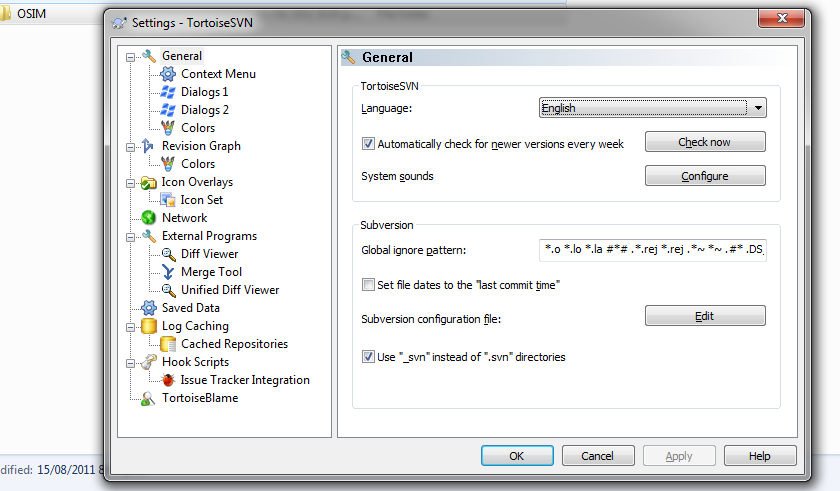 OSIM
Settings - TortoiseSVN
General
Context Menu
Dialogs 1
Dialogs 2
Colors
Revision Graph
Colors
Icon Overlays
Icon Set
Network
External Programs
Diff Viewer
Merge Tool
Unified Diff Viewer
Saved Data
Log Caching
Cached Repositories
Hook Scripts
Issue Tracker Integration
TortoiseBlame
General
TortoiseSVN
Language: English
Automatically check for newer versions every week Check now
System sounds Configure
Subversion
Global ignore pattern: *.o *.lo *.la #*# .*.rej *.rej .*~ *~ .#* .DS_
Set file dates to the "last commit time"
Subversion configuration file: Edit
Use "_svn" instead of ".svn" directories
OK Cancel Apply Help
dified: 15/08/2011 8